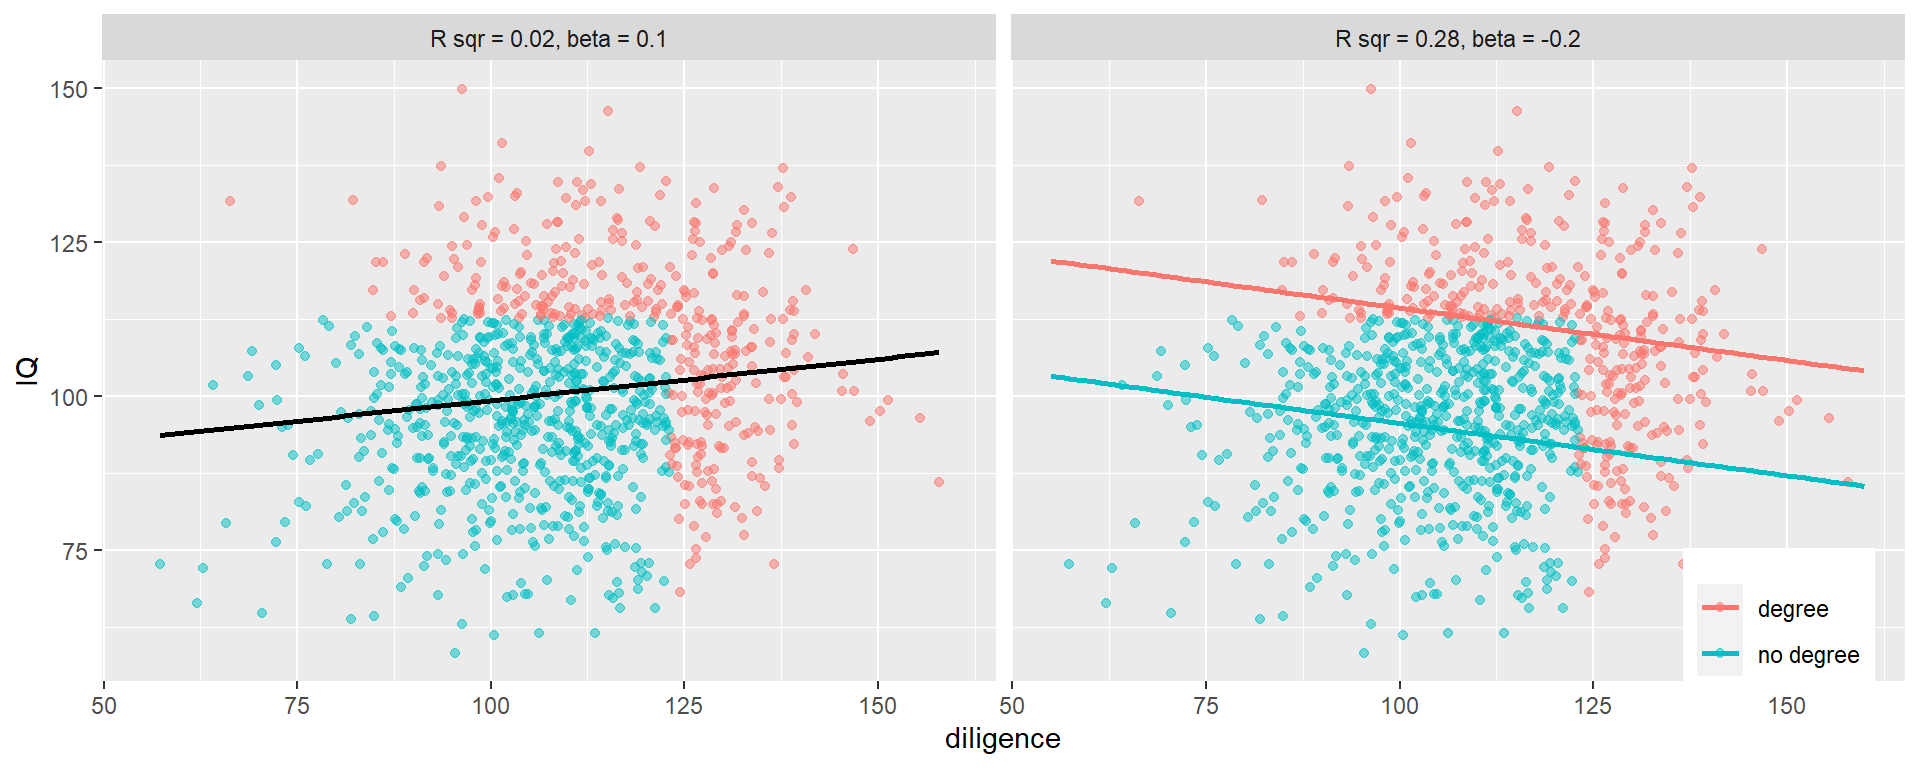 R sqr = 0.02, beta = 0.1
R sqr = 0.28, beta = -0.2
150
125
100
75
IQ
50
75
100
125
150
50
75
100
125
150
diligence
degree
no degree